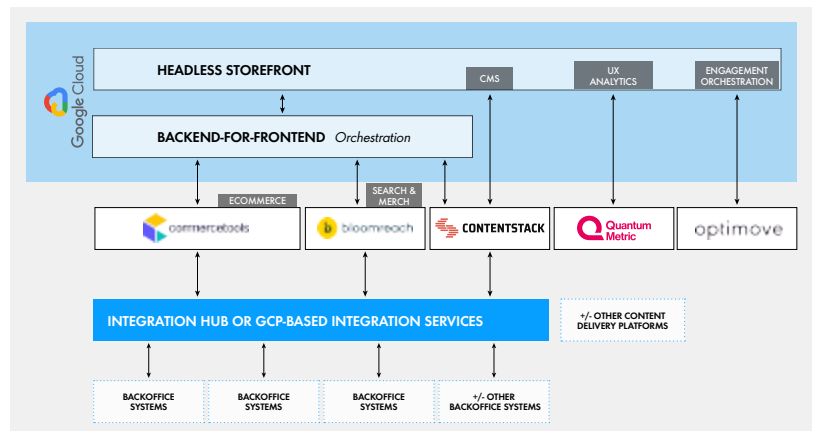 Google Cloud
HEADLESS STOREFRONT
CMS
UX
ANALYTICS
ENGAGEMENT
ORCHESTRATION
BACKEND-FOR-FRONTEND Orchestration
ECOMMERCE
SEARCH &
MERCH
commercetools
b bloomreach
CONTENTSTACK
Quantum
Metric
optimove
INTEGRATION HUB OR GCP-BASED INTEGRATION SERVICES
+/- OTHER CONTENT
DELIVERY PLATFORMS
BACKOFFICE
SYSTEMS
BACKOFFICE
SYSTEMS
BACKOFFICE
SYSTEMS
+/- OTHER
BACKOFFICE SYSTEMS